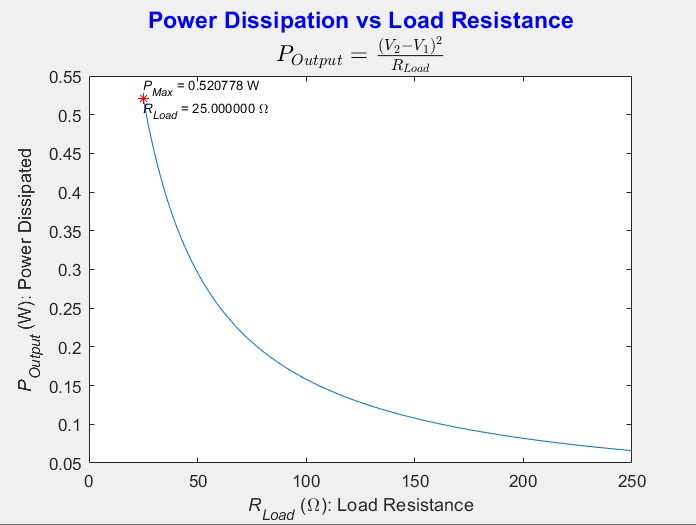 Power Dissipation vs Load Resistance
P_Output = (V_2−V_1)^2 / R_Load
0.55
P_Max = 0.520778 W
R_Load = 25.000000 Ω
0.5
0.45
0.4
0.35
0.3
0.25
0.2
0.15
0.1
0.05
P_Output (W): Power Dissipated
0 50 100 150 200 250
R_Load (Ω): Load Resistance